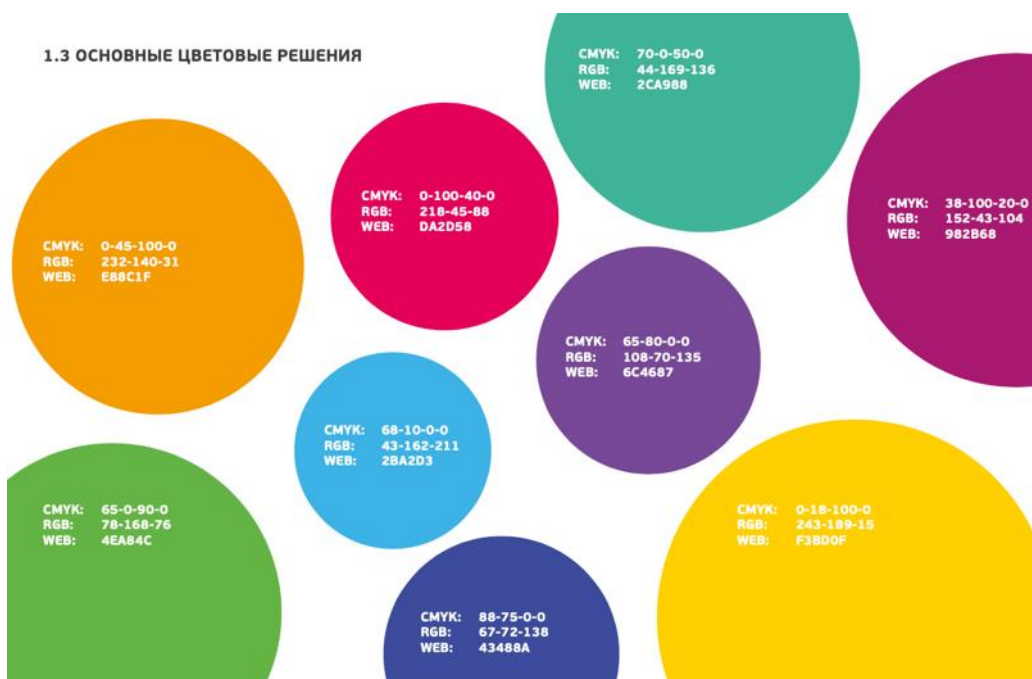 1.3 ОСНОВНЫЕ ЦВЕТОВЫЕ РЕШЕНИЯ
CMYK: 70-0-50-0
RGB: 44-169-136
WEB: 2CA988
CMYK: 0-100-40-0
RGB: 218-45-88
WEB: DA2D58
CMYK: 38-100-20-0
RGB: 152-43-104
WEB: 982B68
CMYK: 0-45-100-0
RGB: 232-140-31
WEB: E88C1F
CMYK: 65-80-0-0
RGB: 108-70-135
WEB: 6C4687
CMYK: 68-10-0-0
RGB: 43-162-211
WEB: 2BA2D3
CMYK: 65-0-90-0
RGB: 78-168-76
WEB: 4EA84C
CMYK: 0-18-100-0
RGB: 243-189-15
WEB: F3BD0F
CMYK: 88-75-0-0
RGB: 67-72-138
WEB: 43488A